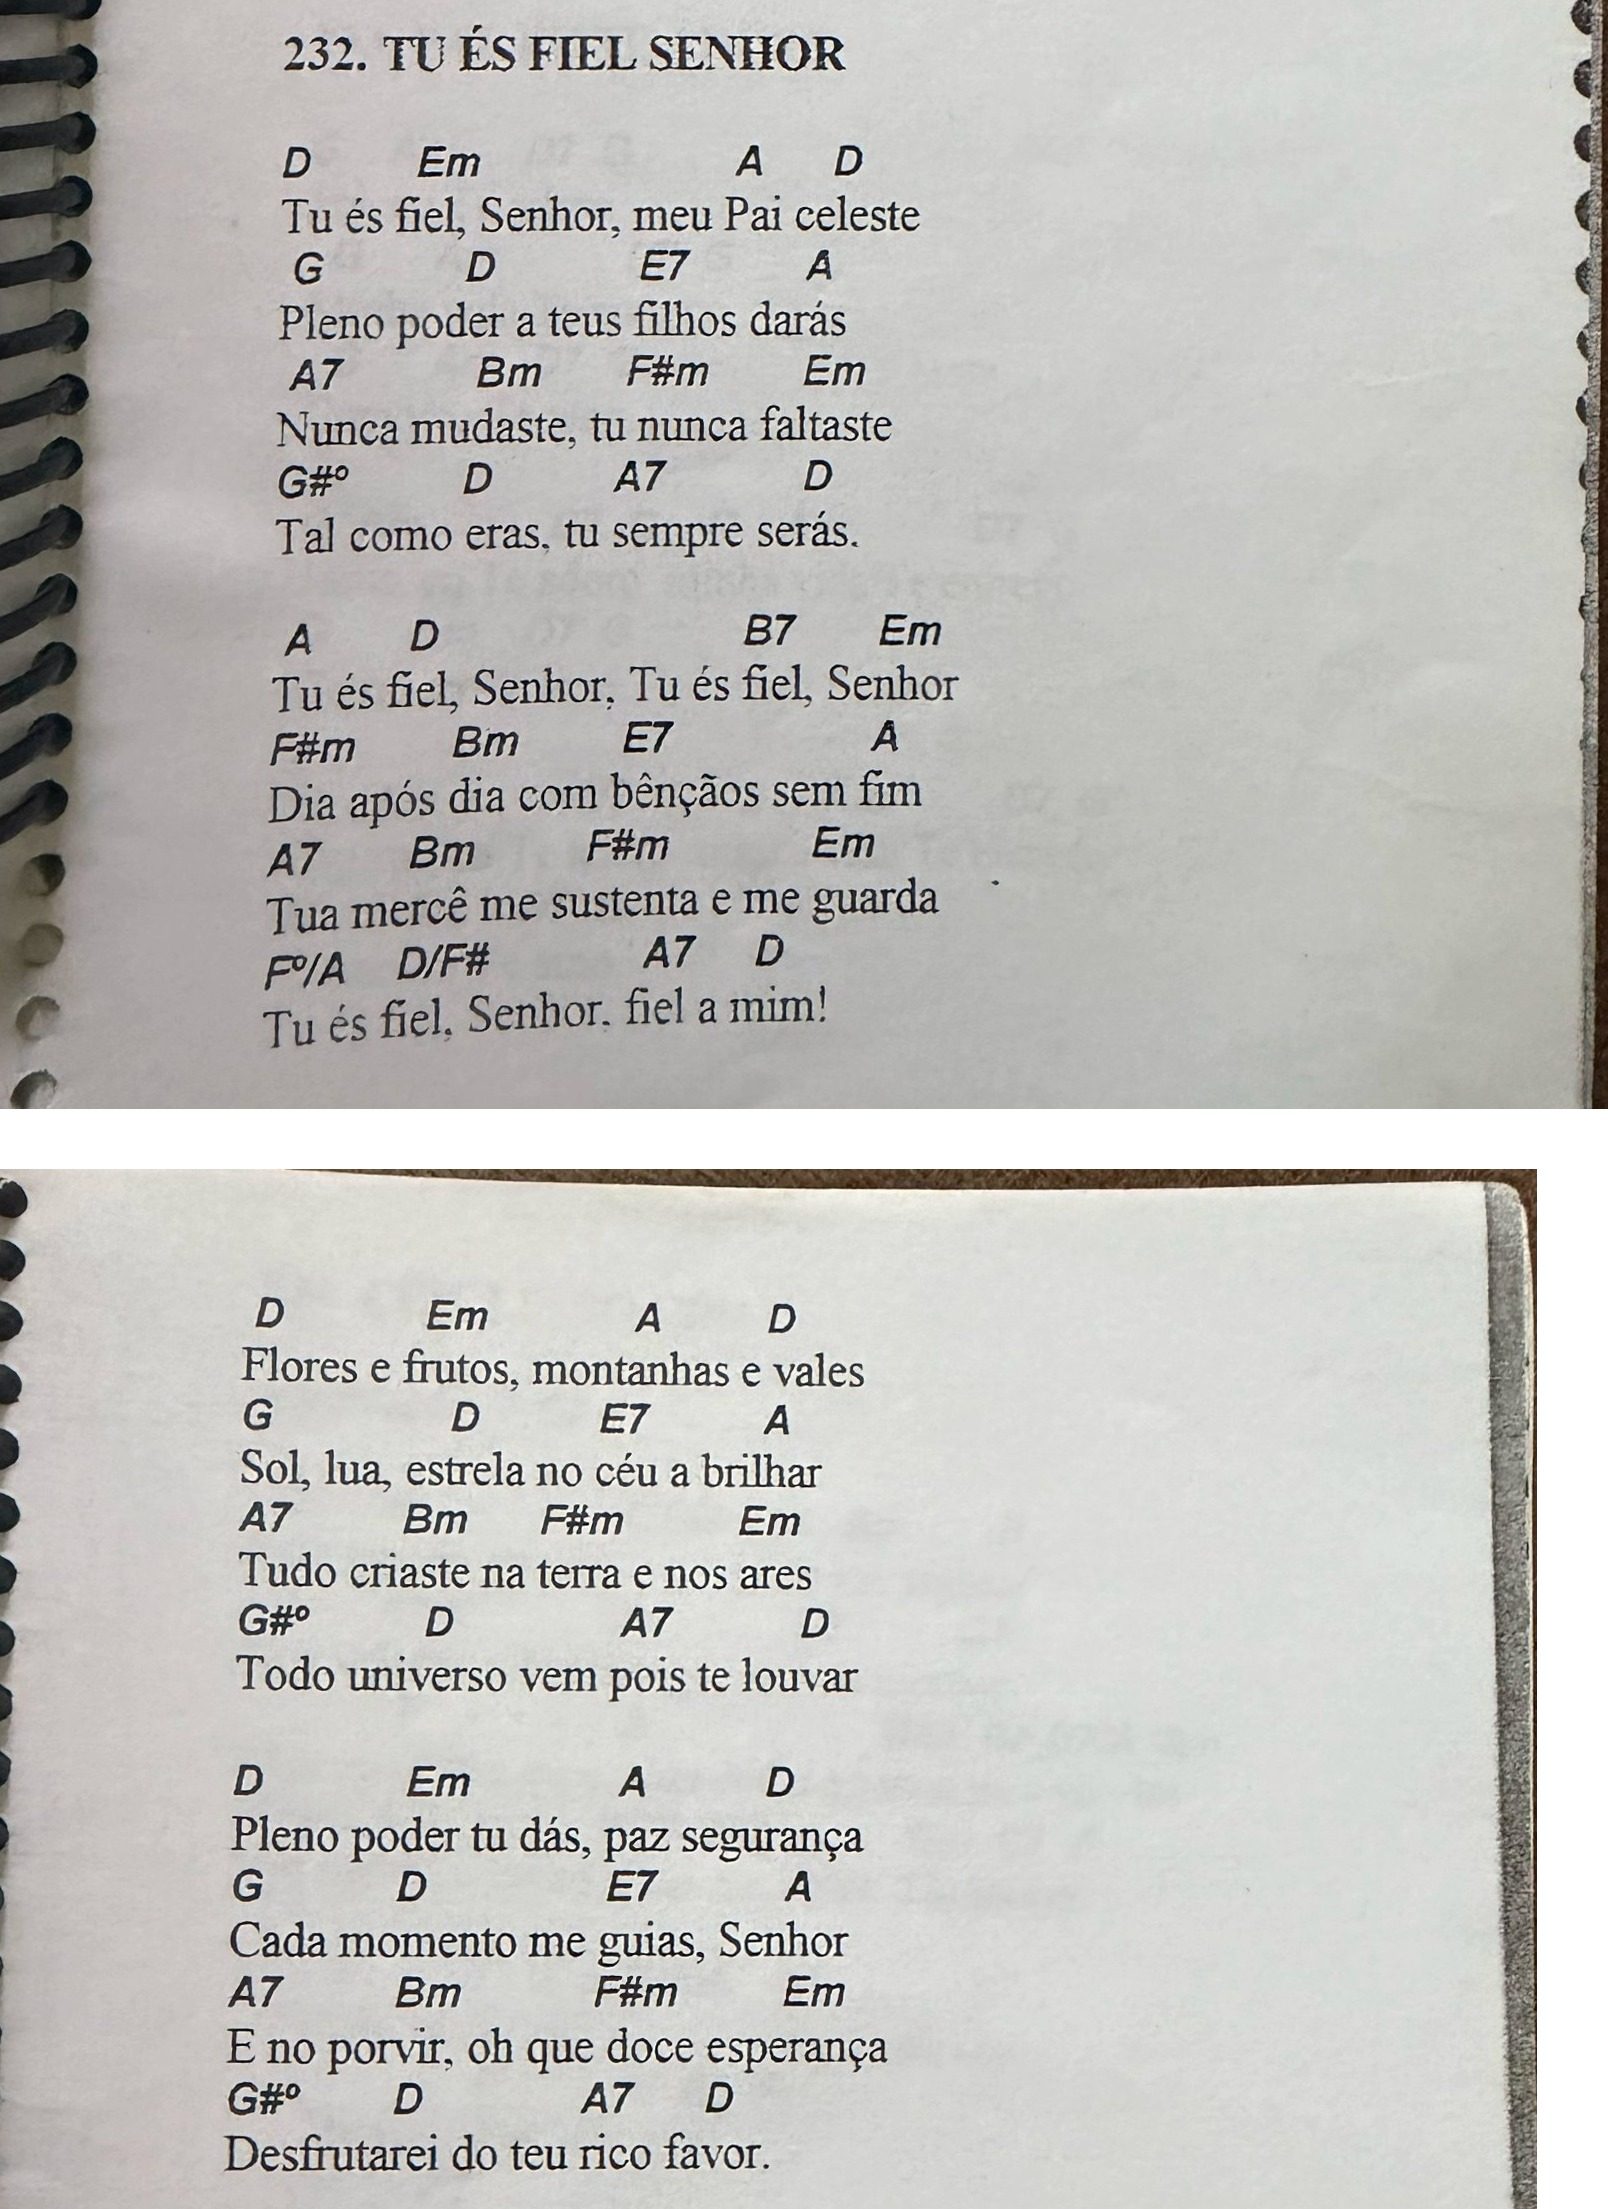 232. TU ÉS FIEL SENHOR
D Em A D
Tu és fiel, Senhor, meu Pai celeste
G D E7 A
Pleno poder a teus filhos darás
A7 Bm F#m Em
Nunca mudaste, tu nunca faltaste
G#º D A7 D
Tal como eras, tu sempre serás.
A D B7 Em
Tu és fiel, Senhor, Tu és fiel, Senhor
F#m Bm E7 A
Dia após dia com bênçãos sem fim
A7 Bm F#m Em
Tua mercê me sustenta e me guarda
Fº/A D/F# A7 D
Tu és fiel, Senhor, fiel a mim!
D Em A D
Flores e frutos, montanhas e vales
G D E7 A
Sol, lua, estrela no céu a brilhar
A7 Bm F#m Em
Tudo criaste na terra e nos ares
G#º D A7 D
Todo universo vem pois te louvar
D Em A D
Pleno poder tu dás, paz segurança
G D E7 A
Cada momento me guias, Senhor
A7 Bm F#m Em
E no porvir, oh que doce esperança
G#º D A7 D
Desfrutarei do teu rico favor.